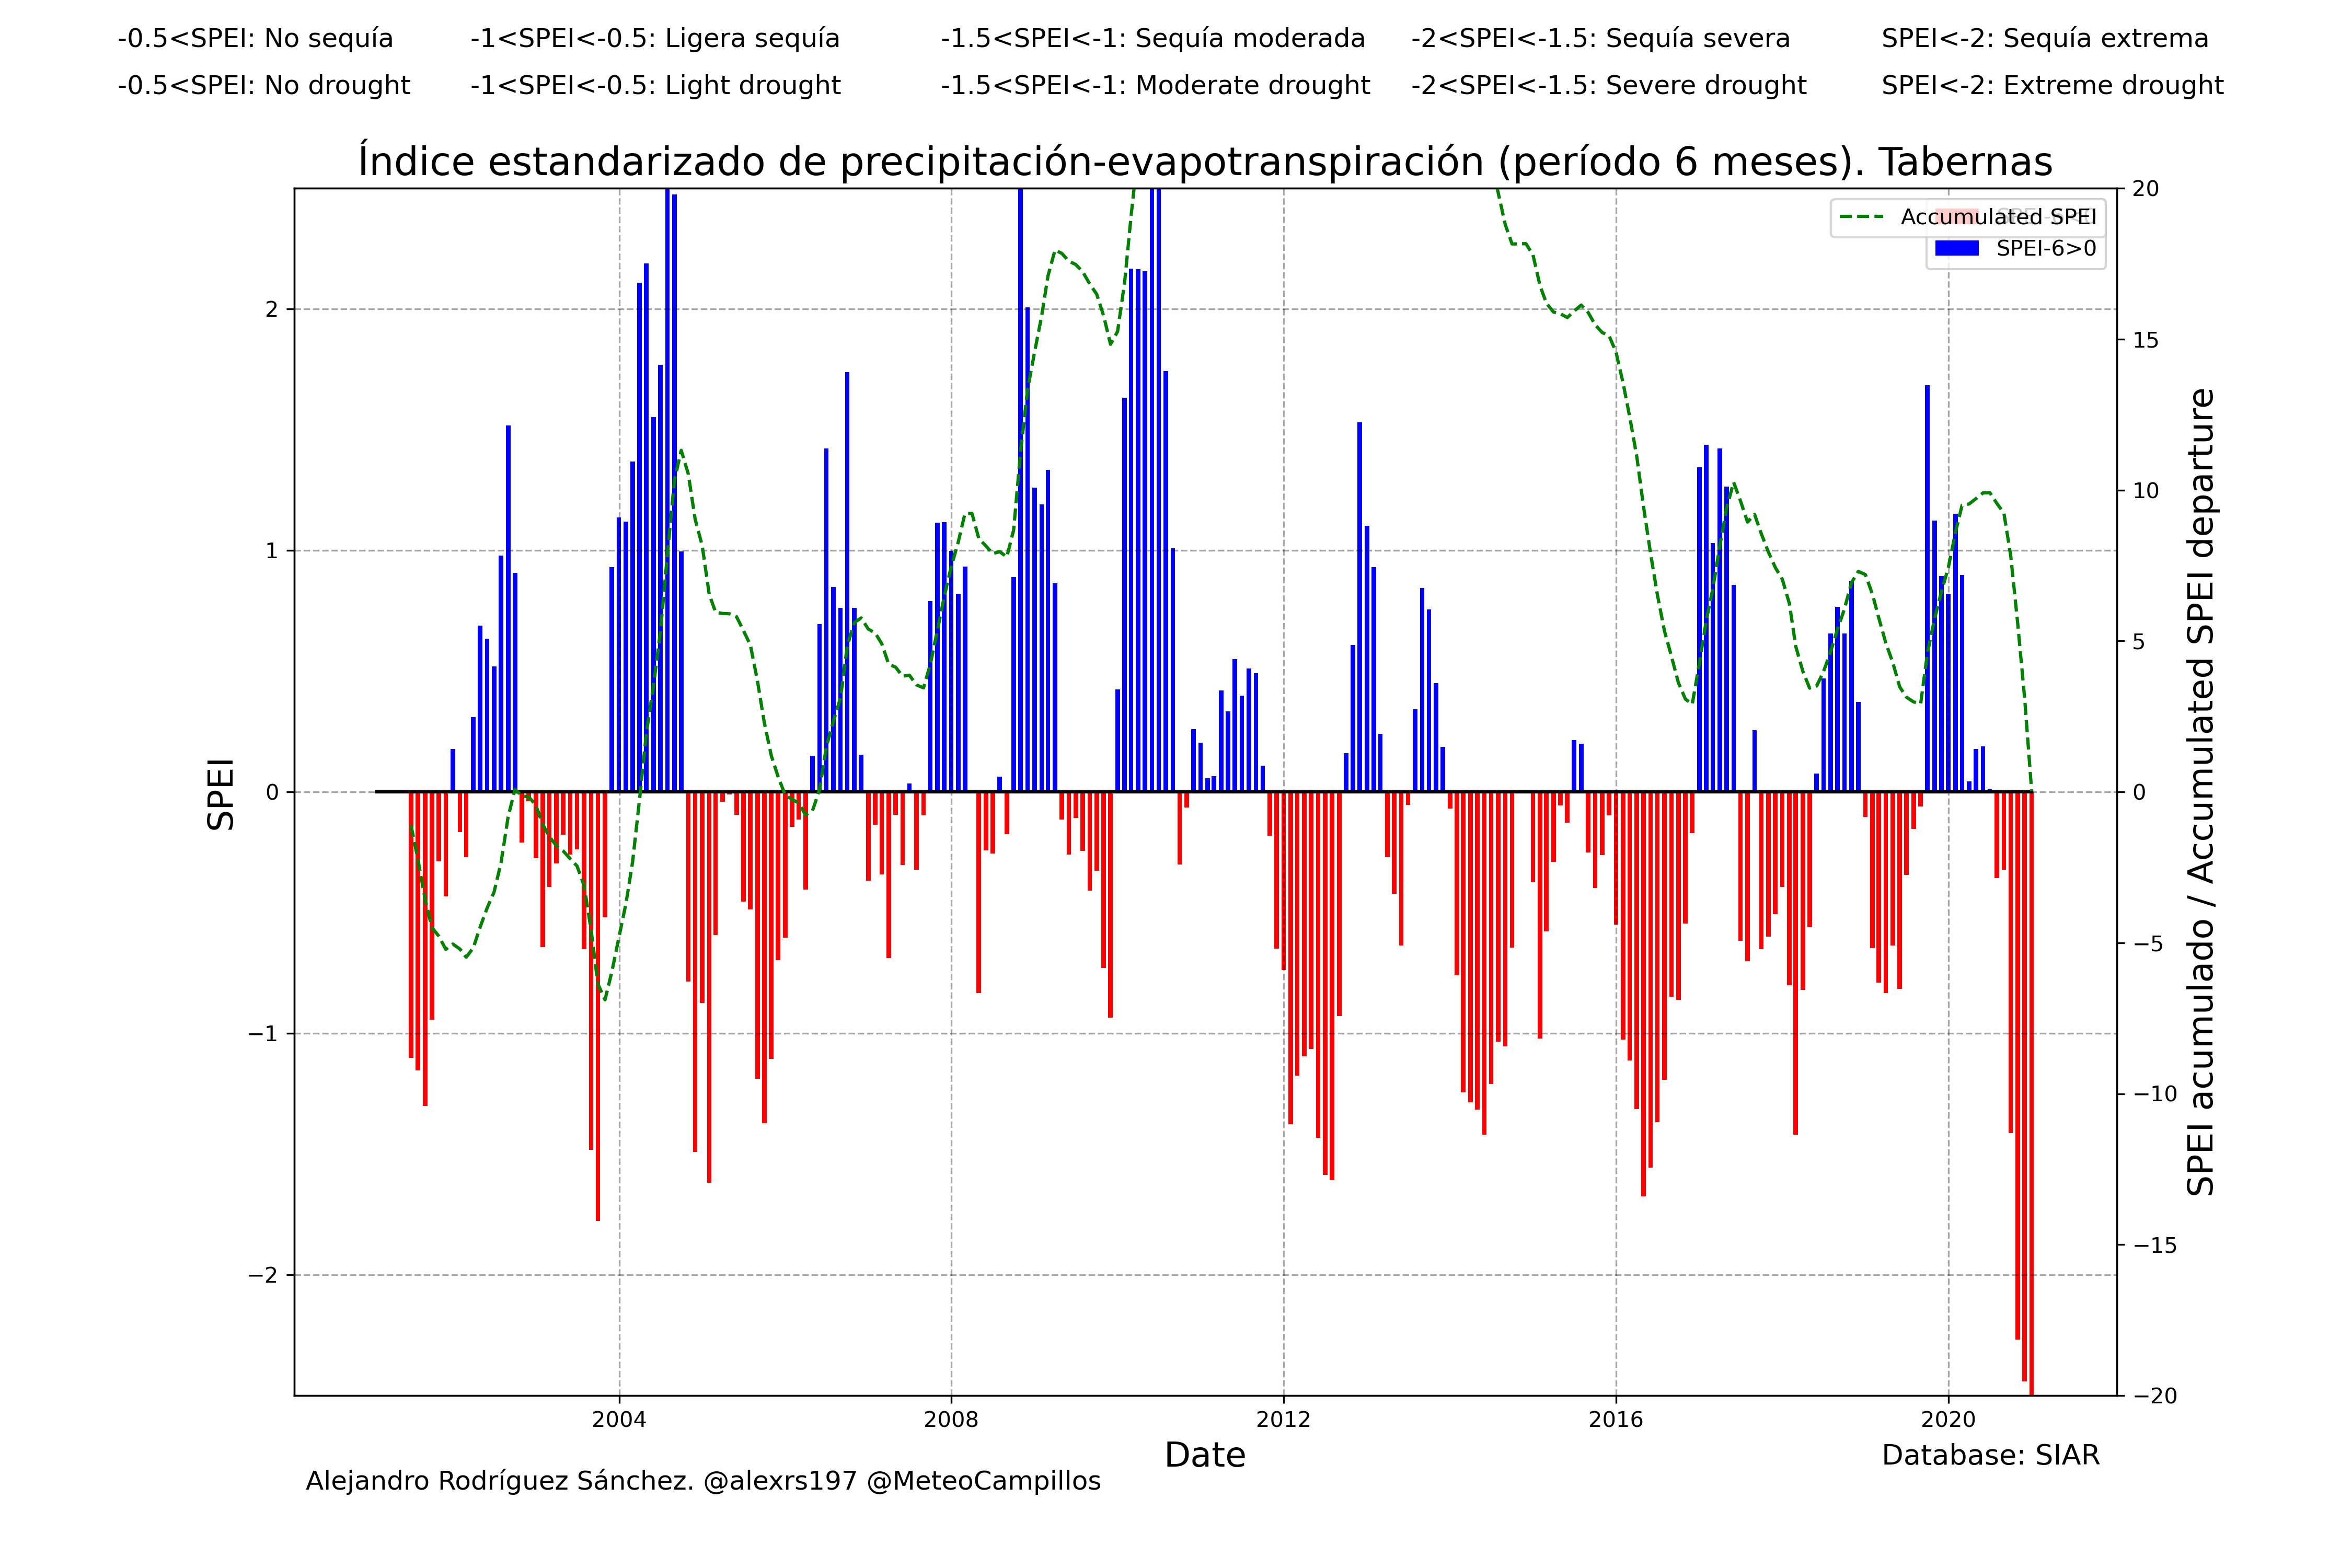 -0.5<SPEI: No sequía -1<SPEI<-0.5: Ligera sequía -1.5<SPEI<-1: Sequía moderada -2<SPEI<-1.5: Sequía severa SPEI<-2: Sequía extrema
-0.5<SPEI: No drought -1<SPEI<-0.5: Light drought -1.5<SPEI<-1: Moderate drought -2<SPEI<-1.5: Severe drought SPEI<-2: Extreme drought
Índice estandarizado de precipitación-evapotranspiración (período 6 meses). Tabernas
Accumulated SPEI
SPEI-6>0
SPEI
2
1
0
−1
−2
20
15
10
5
0
−5
−10
−15
−20
SPEI acumulado / Accumulated SPEI departure
2004 2008 2012 2016 2020
Date
Database: SIAR
Alejandro Rodríguez Sánchez. @alexrs197 @MeteoCampillos